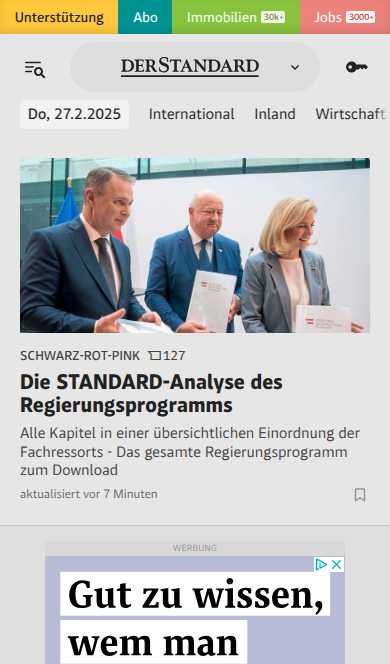 Unterstützung Abo Immobilien 30k+ Jobs 3000+
DERSTANDARD
Do, 27.2.2025 International Inland Wirtschaft
SCHWARZ-ROT-PINK 127
Die STANDARD-Analyse des
Regierungsprogramms
Alle Kapitel in einer übersichtlichen Einordnung der
Fachressorts - Das gesamte Regierungsprogramm
zum Download
aktualisiert vor 7 Minuten
WERBUNG
Gut zu wissen,
wem man